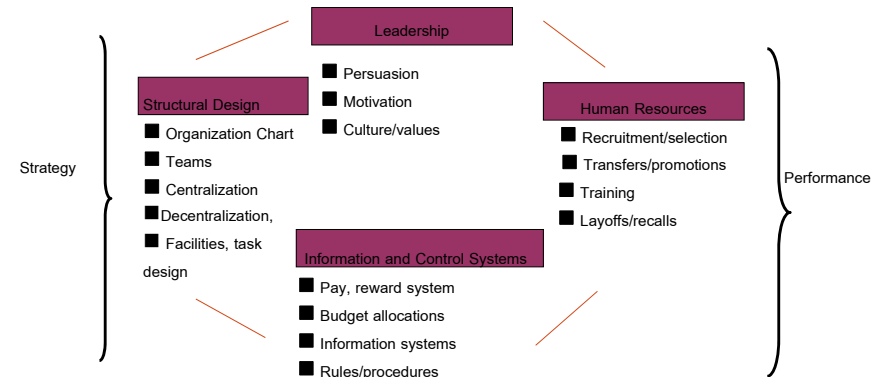 Strategy
Structural Design
Organization Chart
Teams
Centralization
Decentralization,
Facilities, task
design
Leadership
Persuasion
Motivation
Culture/values
Information and Control Systems
Pay, reward system
Budget allocations
Information systems
Rules/procedures
Human Resources
Recruitment/selection
Transfers/promotions
Training
Layoffs/recalls
Performance